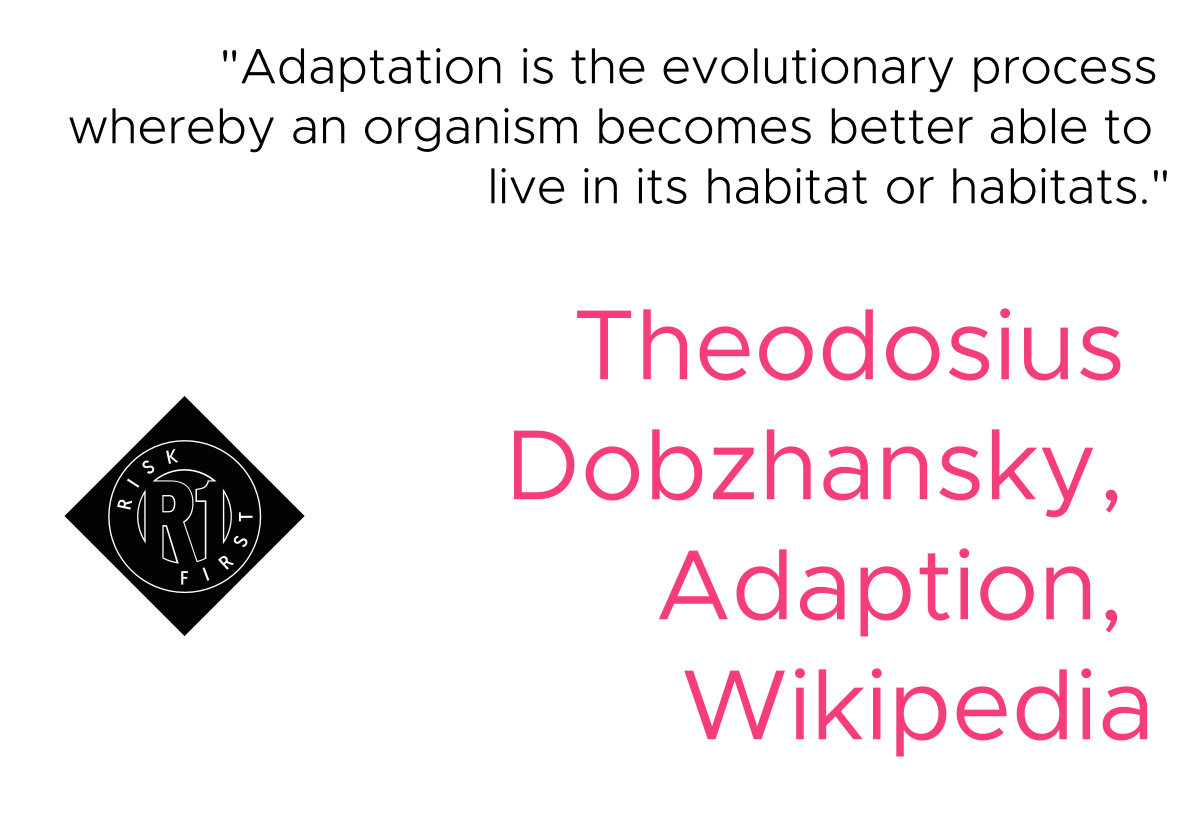 "Adaptation is the evolutionary process
whereby an organism becomes better able to
live in its habitat or habitats."
Theodosius
Dobzhansky,
Adaption,
Wikipedia
RISK
R1
FIRST